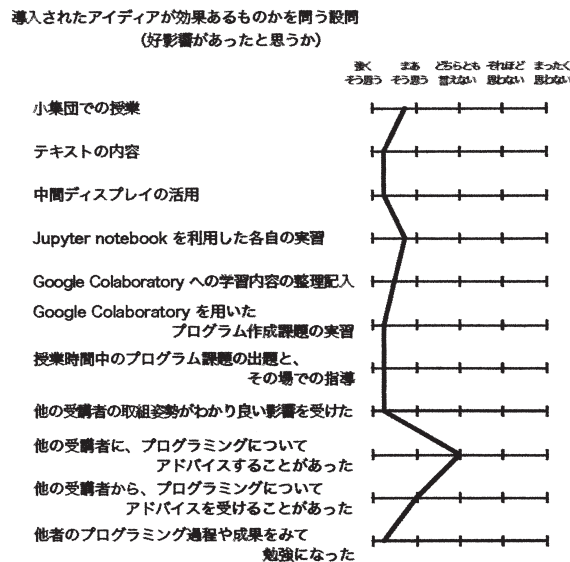 導入されたアイディアが効果あるものかを問う設問
（好影響があったと思うか）
強く まあ どちらとも それほど まったく
そう思う そう思う 言えない 思わない 思わない
小集団での授業
テキストの内容
中間ディスプレイの活用
Jupyter notebook を利用した各自の実習
Google Colaboratory への学習内容の整理記入
Google Colaboratory を用いた
プログラム作成課題の実習
授業時間中のプログラム課題の出題と、
その場での指導
他の受講者の取組姿勢がわかり良い影響を受けた
他の受講者に、プログラミングについて
アドバイスすることがあった
他の受講者から、プログラミングについて
アドバイスを受けることがあった
他者のプログラミング過程や成果をみて
勉強になった